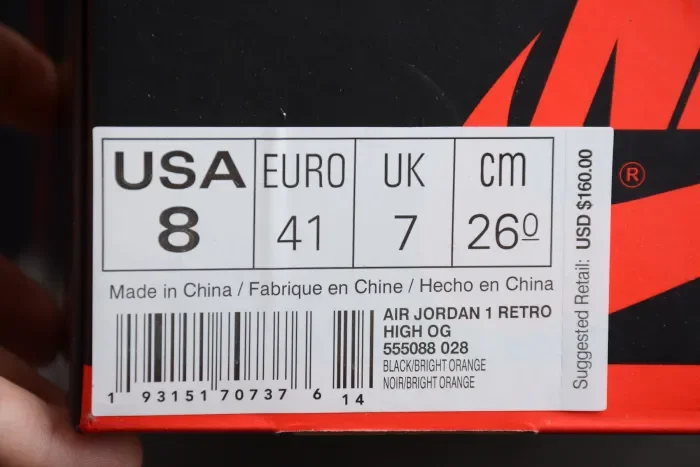 USA EURO UK cm
8 41 7 26 0
Made in China / Fabrique en Chine / Hecho en China
AIR JORDAN 1 RETRO
HIGH OG
555088 028
BLACK/BRIGHT ORANGE
NOIR/BRIGHT ORANGE
1 93151 70737 6 14
Suggested Retail: USD $160.00
®